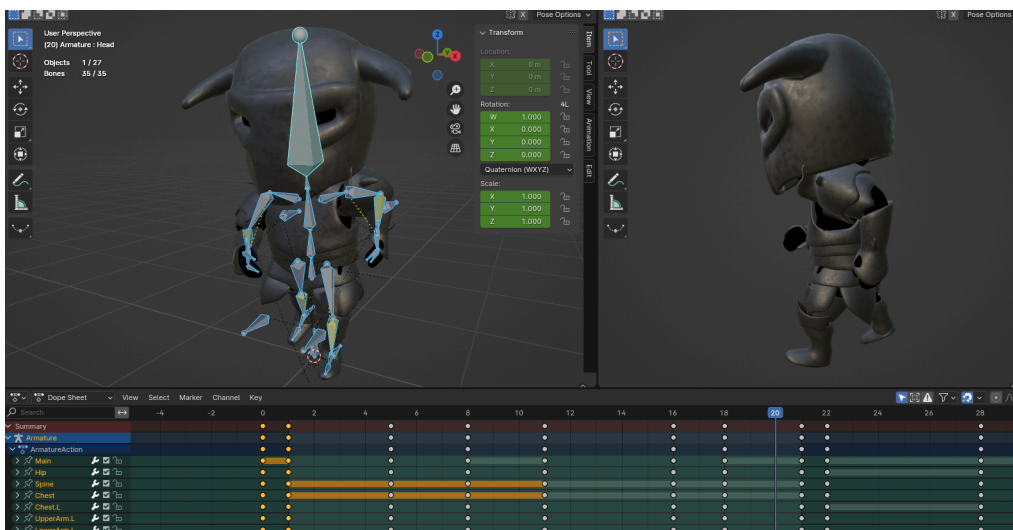 Pose Options
X
Pose Options
X
User Perspective
(20) Armature : Head
Objects 1 / 27
Bones 35 / 35
Z
Y
X
Transform
Location:
X 0 m
Y 0 m
Z 0 m
Rotation: 4L
W 1.000
X 0.000
Y 0.000
Z 0.000
Quaternion (WXYZ)
Scale:
X 1.000
Y 1.000
Z 1.000
Item
Tool
View
Animation
Edit
Dope Sheet View Select Marker Channel Key
Search
-4 -2 0 2 4 6 8 10 12 14 16 18 20 22 24 26 28
Summary
Armature
ArmatureAction
Main
Hip
Spine
Chest
Chest.L
UpperArm.L